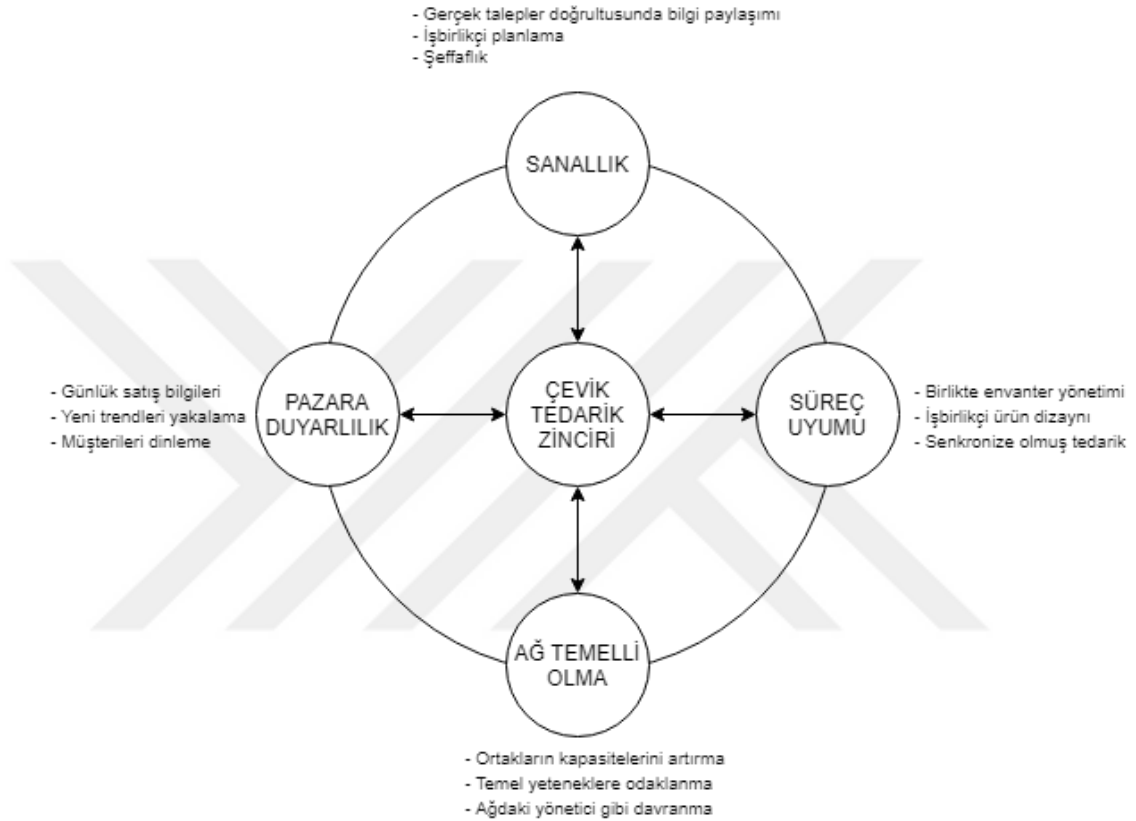 - Gerçek talepler doğrultusunda bilgi paylaşımı
- İşbirlikçi planlama
- Şeffaflık
SANALLIK
- Günlük satış bilgileri
- Yeni trendleri yakalama
- Müşterileri dinleme
PAZARA
DUYARLILIK
ÇEVİK
TEDARİK
ZİNCİRİ
SÜREÇ
UYUMU
- Birlikte envanter yönetimi
- İşbirlikçi ürün dizaynı
- Senkronize olmuş tedarik
AĞ TEMELLİ
OLMA
- Ortakların kapasitelerini artırma
- Temel yeteneklere odaklanma
- Ağdaki yönetici gibi davranma